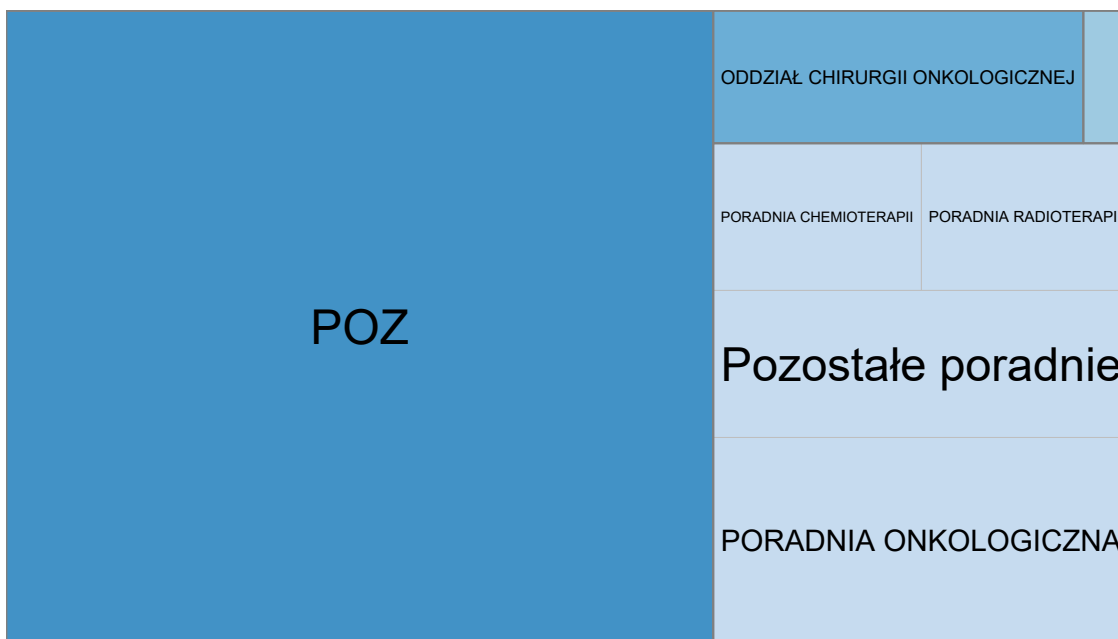 ODDZIAŁ CHIRURGII ONKOLOGICZNEJ
PORADNIA CHEMIOTERAPII
PORADNIA RADIOTERAPI
POZ
Pozostałe poradnie
PORADNIA ONKOLOGICZNA